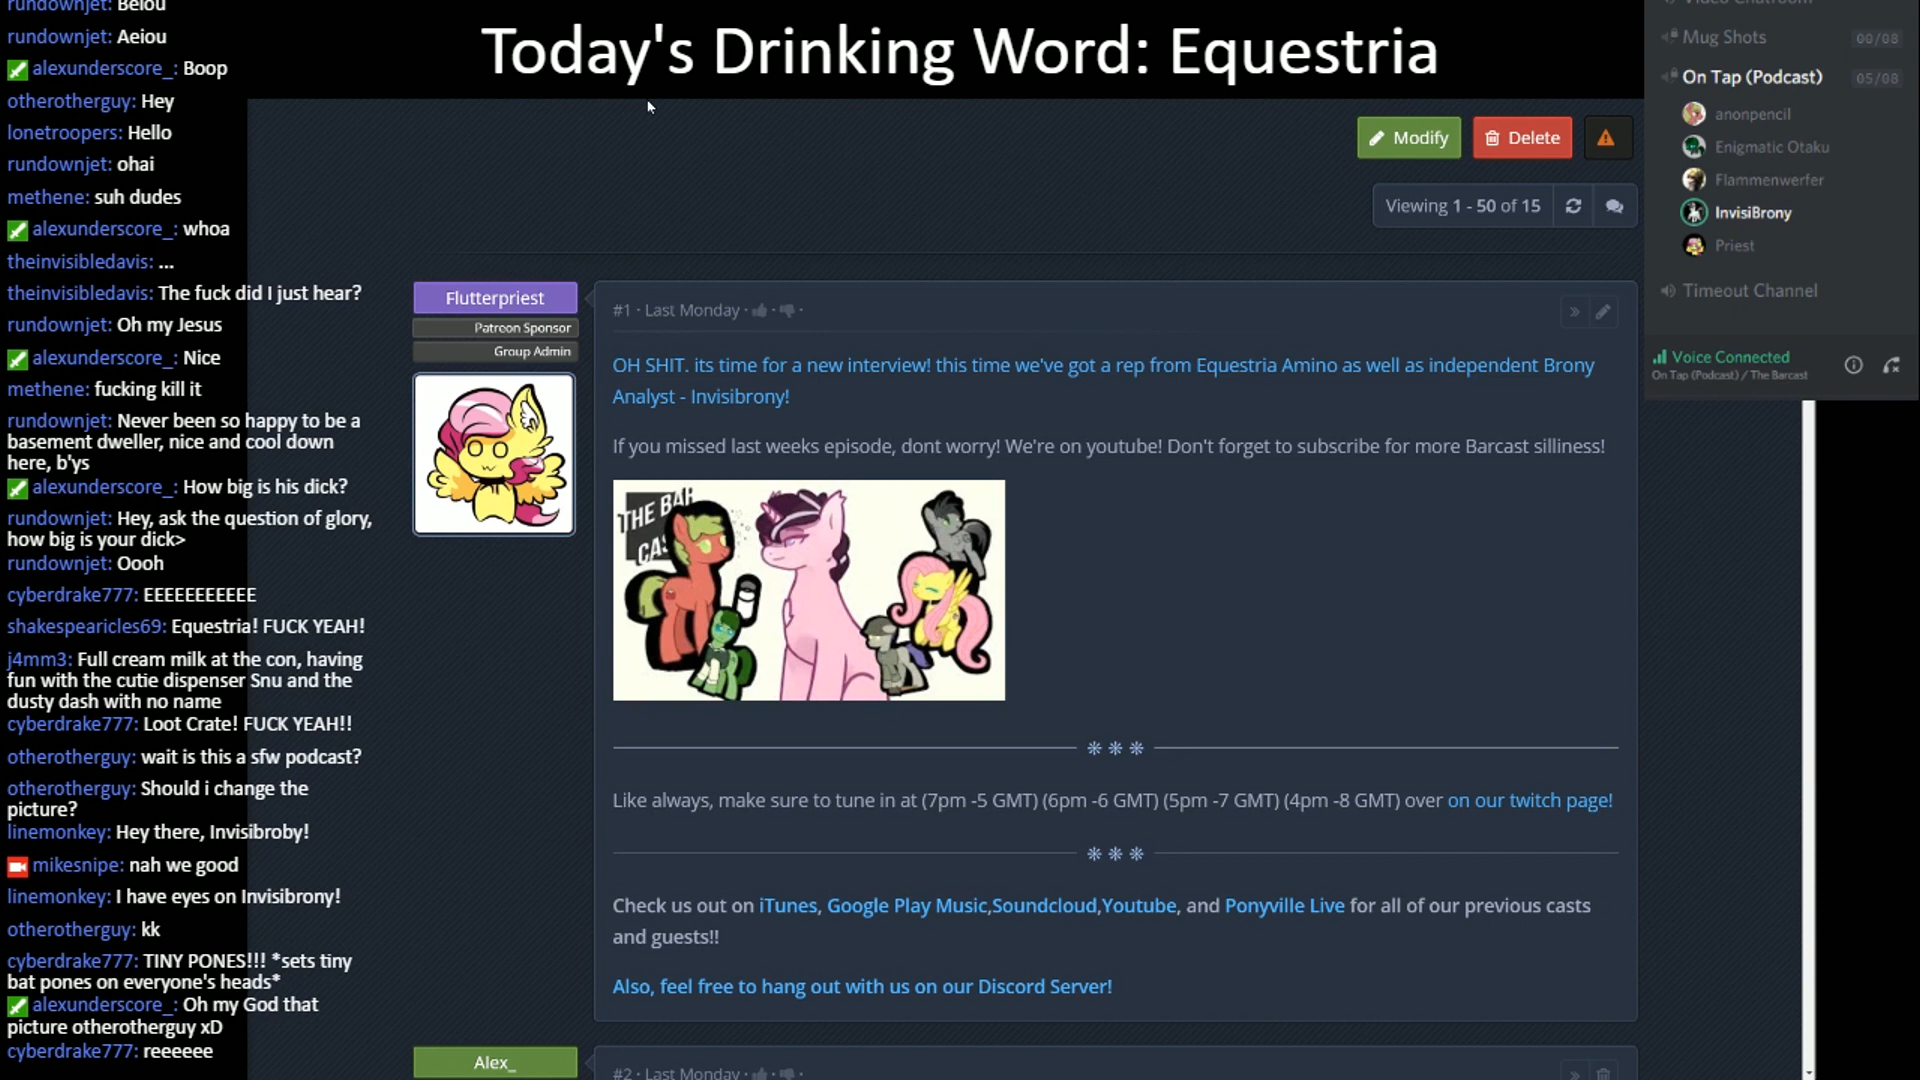 rundownjet: Belou
rundownjet: Aeiou
alexunderscore_: Boop
otherotherguy: Hey
lonetroopers: Hello
rundownjet: ohai
methene: suh dudes
alexunderscore_: whoa
theinvisibledavis: ...
theinvisibledavis: The fuck did I just hear?
rundownjet: Oh my Jesus
alexunderscore_: Nice
methene: fucking kill it
rundownjet: Never been so happy to be a
basement dweller, nice and cool down
here, b'ys
alexunderscore_: How big is his dick?
rundownjet: Hey, ask the question of glory,
how big is your dick>
rundownjet: Oooh
cyberdrake777: EEEEEEEEEEE
shakespearicles69: Equestria! FUCK YEAH!
j4mm3: Full cream milk at the con, having
fun with the cutie dispenser Snu and the
dusty dash with no name
cyberdrake777: Loot Crate! FUCK YEAH!!
otherotherguy: wait is this a sfw podcast?
otherotherguy: Should i change the
picture?
linemonkey: Hey there, Invisibroby!
mikesnipe: nah we good
linemonkey: I have eyes on Invisibrony!
otherotherguy: kk
cyberdrake777: TINY PONES!!! *sets tiny
bat pones on everyone's heads*
alexunderscore_: Oh my God that
picture otherotherguy xD
cyberdrake777: reeeeee
Today's Drinking Word: Equestria
Modify
Delete
Viewing 1 - 50 of 15
Flutterpriest
Patreon Sponsor
Group Admin
#1 · Last Monday ·
OH SHIT. its time for a new interview! this time we've got a rep from Equestria Amino as well as independent Brony
Analyst - Invisibrony!
If you missed last weeks episode, dont worry! We're on youtube! Don't forget to subscribe for more Barcast silliness!
THE BAR
CAS
Like always, make sure to tune in at (7pm -5 GMT) (6pm -6 GMT) (5pm -7 GMT) (4pm -8 GMT) over on our twitch page!
Check us out on iTunes, Google Play Music,Soundcloud,Youtube, and Ponyville Live for all of our previous casts
and guests!!
Also, feel free to hang out with us on our Discord Server!
Alex_
#2 · Last Monday ·
Video Chatroom
Mug Shots 00/08
On Tap (Podcast) 05/08
anonpencil
Enigmatic Otaku
Flammenwerfer
InvisiBrony
Priest
Timeout Channel
Voice Connected
On Tap (Podcast) / The Barcast